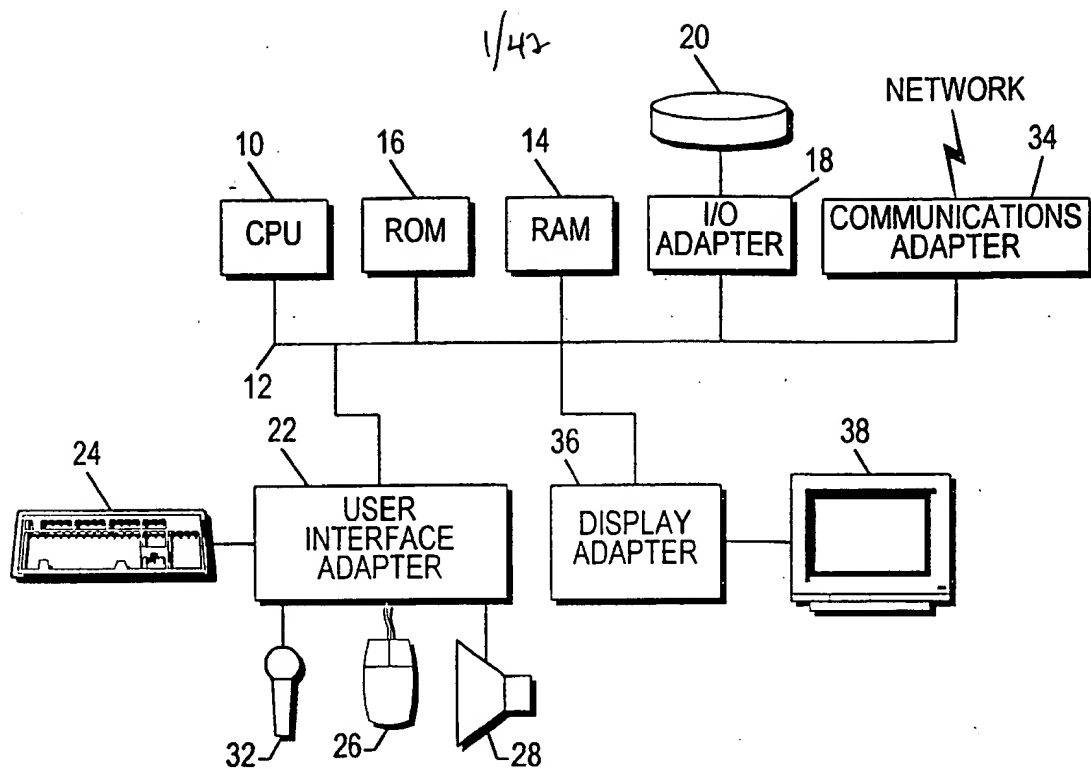 1/42
20
NETWORK
10
16
14
18
34
CPU
ROM
RAM
I/O
ADAPTER
COMMUNICATIONS
ADAPTER
12
24
22
36
38
USER
INTERFACE
ADAPTER
DISPLAY
ADAPTER
32
26
28